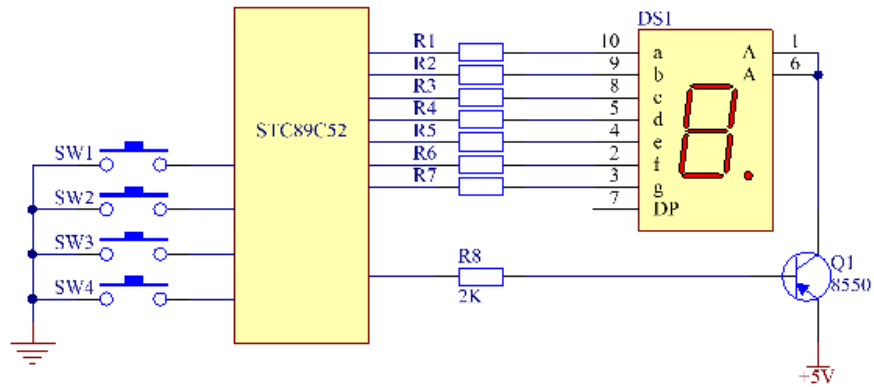 DS1
R1 10 a A 1
R2 9 b A 6
R3 8 c
R4 5 d
STC89C52
R5 4 e
SW1 R6 2 f
R7 3 g
SW2 7 DP
SW3
R8 Q1
SW4 2K 8550
+5V